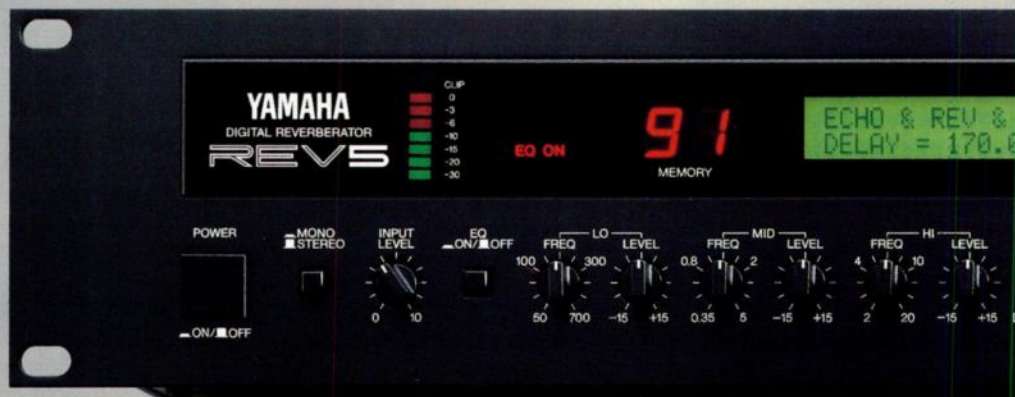 YAMAHA
DIGITAL REVERBERATOR
REV5
CLIP
0
-3
-6
-10
-15
-20
-30
EQ ON
91
MEMORY
ECHO & REV &
DELAY = 170.0
POWER
ON/OFF
MONO
STEREO
INPUT
LEVEL
0 10
EQ
ON/OFF
LO
FREQ LEVEL
100 300
50 700 -15 +15
MID
FREQ LEVEL
0.8 2
0.35 5 -15 +15
HI
FREQ LEVEL
4 10
2 20 -15 +15